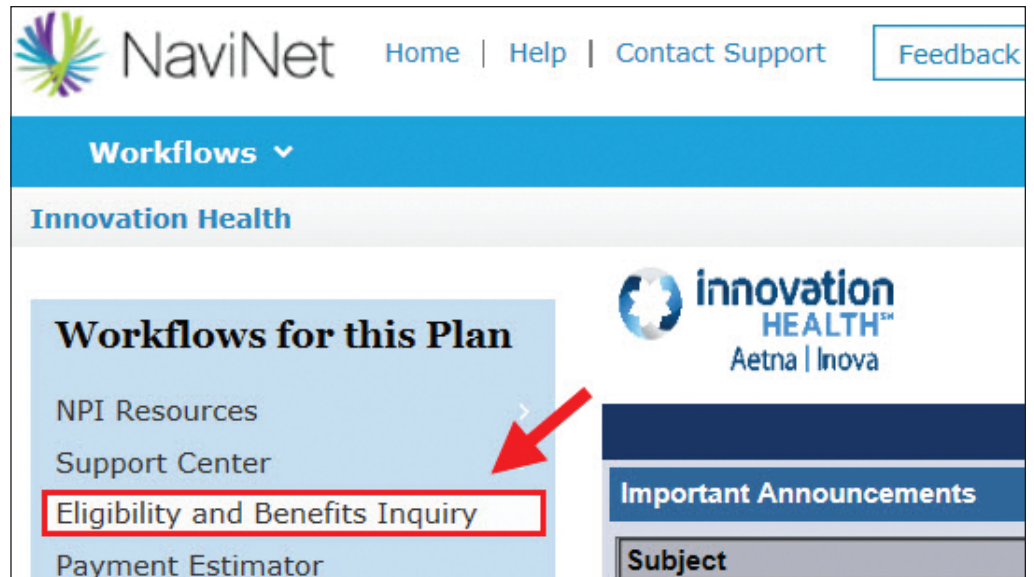 NaviNet Home | Help | Contact Support Feedback
Workflows
Innovation Health
Workflows for this Plan
NPI Resources
Support Center
Eligibility and Benefits Inquiry
Payment Estimator
innovation
HEALTH℠
Aetna | Inova
Important Announcements
Subject